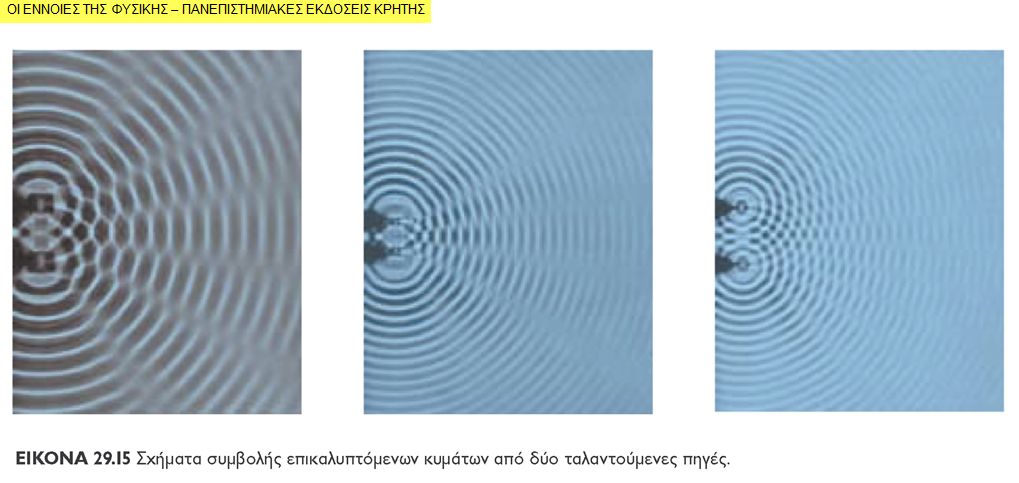 ΟΙ ΕΝΝΟΙΕΣ ΤΗΣ ΦΥΣΙΚΗΣ – ΠΑΝΕΠΙΣΤΗΜΙΑΚΕΣ ΕΚΔΟΣΕΙΣ ΚΡΗΤΗΣ
ΕΙΚΟΝΑ 29.15 Σχήματα συμβολής επικαλυπτόμενων κυμάτων από δύο ταλαντούμενες πηγές.